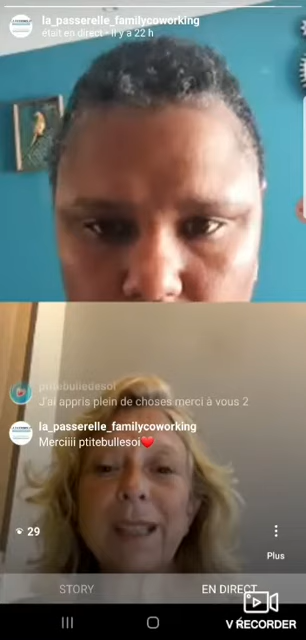 la_passerelle_familycoworking
était en direct • il y a 22 h
ptitebulledesoi
J'ai appris plein de choses merci à vous 2
la_passerelle_familycoworking
Merciiii ptitebullesoi❤️
29
Plus
STORY
EN DIRECT
V RECORDER